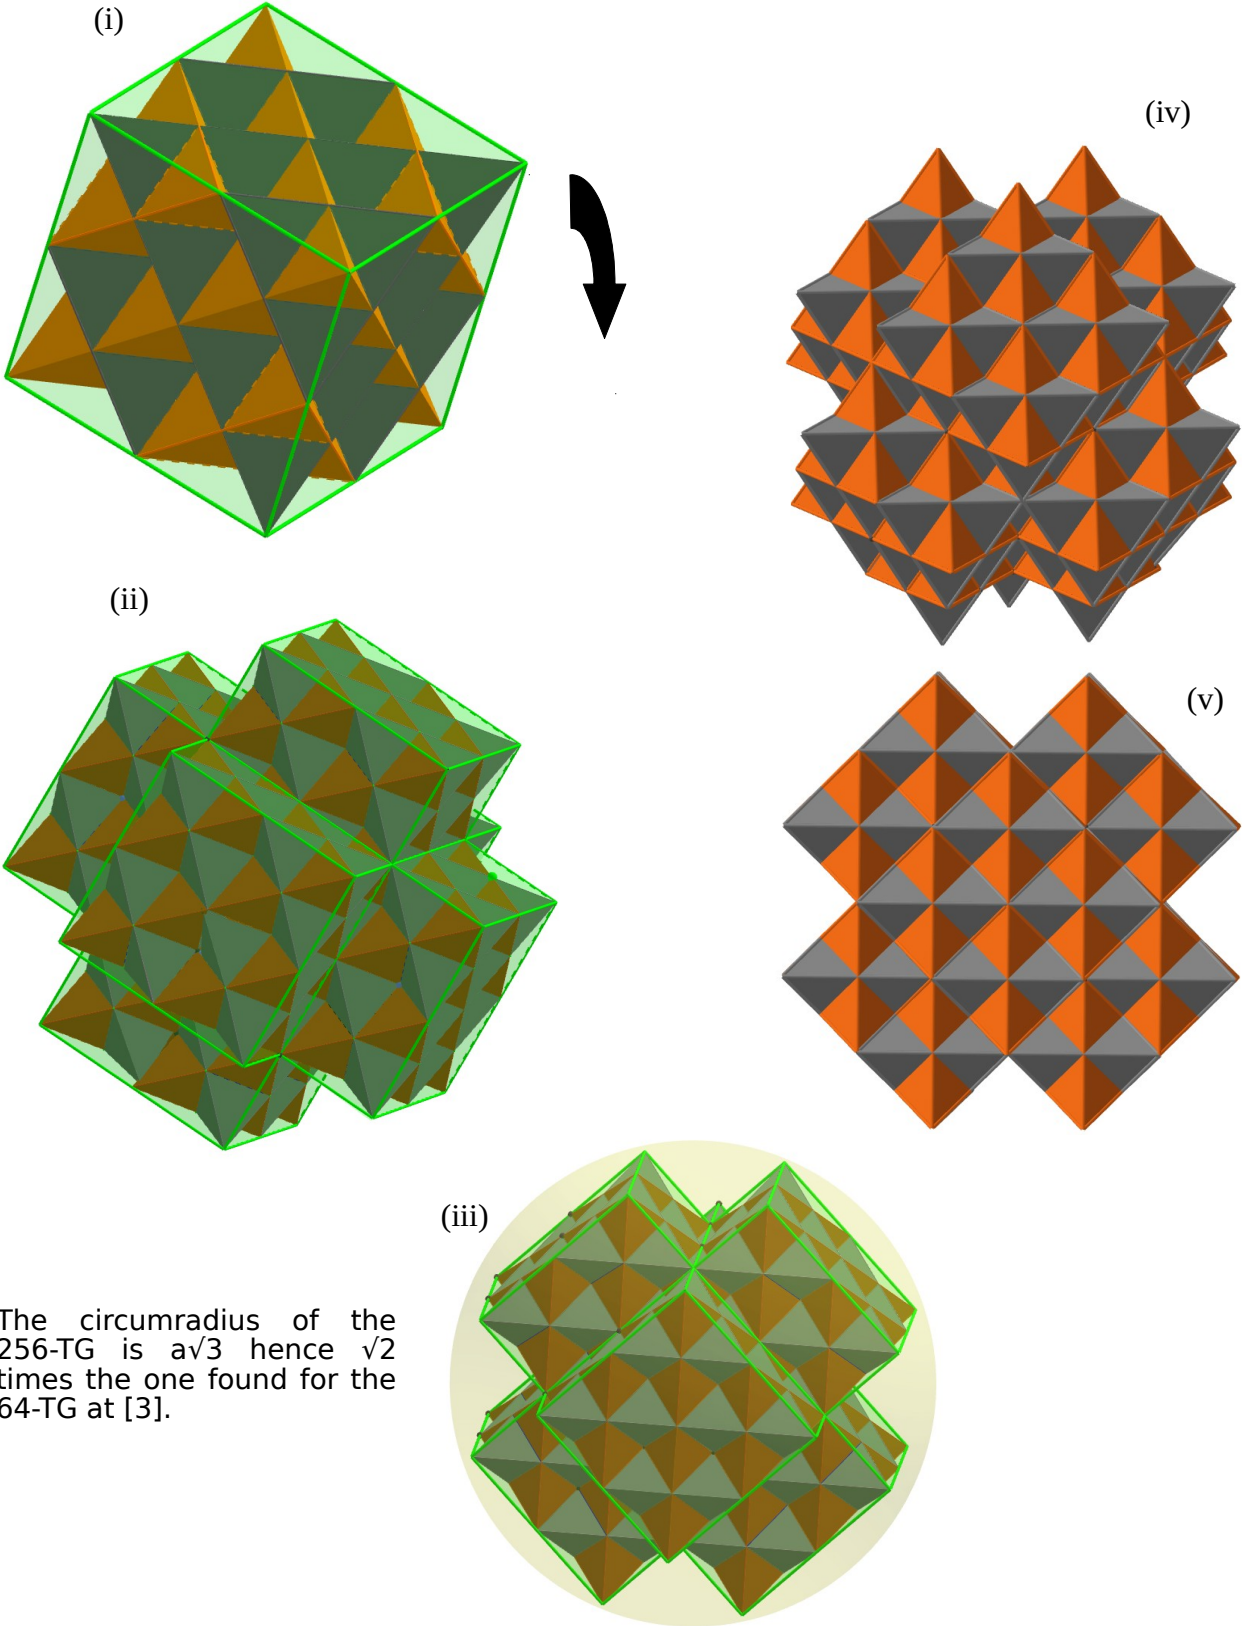 (i)
(iv)
(ii)
(v)
(iii)
The circumradius of the
256-TG is a√3 hence √2
times the one found for the
64-TG at [3].